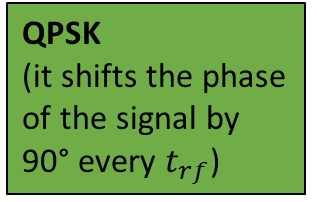 QPSK
(it shifts the phase
of the signal by
90° every t_rf)